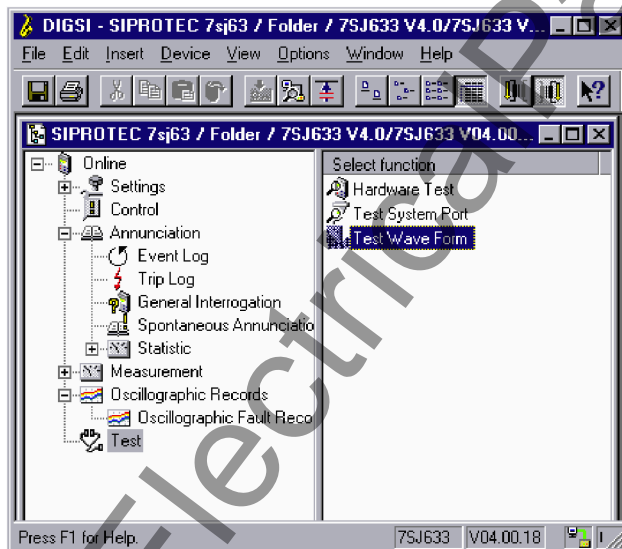 DIGSI - SIPROTEC 7sj63 / Folder / 7SJ633 V4.0/7SJ633 V...
File Edit Insert Device View Options Window Help
SIPROTEC 7sj63 / Folder / 7SJ633 V4.0/7SJ633 V04.00...
Online
Settings
Control
Annunciation
Event Log
Trip Log
General Interrogation
Spontaneous Annunciatio
Statistic
Measurement
Oscillographic Records
Oscillographic Fault Reco
Test
Select function
Hardware Test
Test System Port
Test Wave Form
Press F1 for Help.
7SJ633 V04.00.18